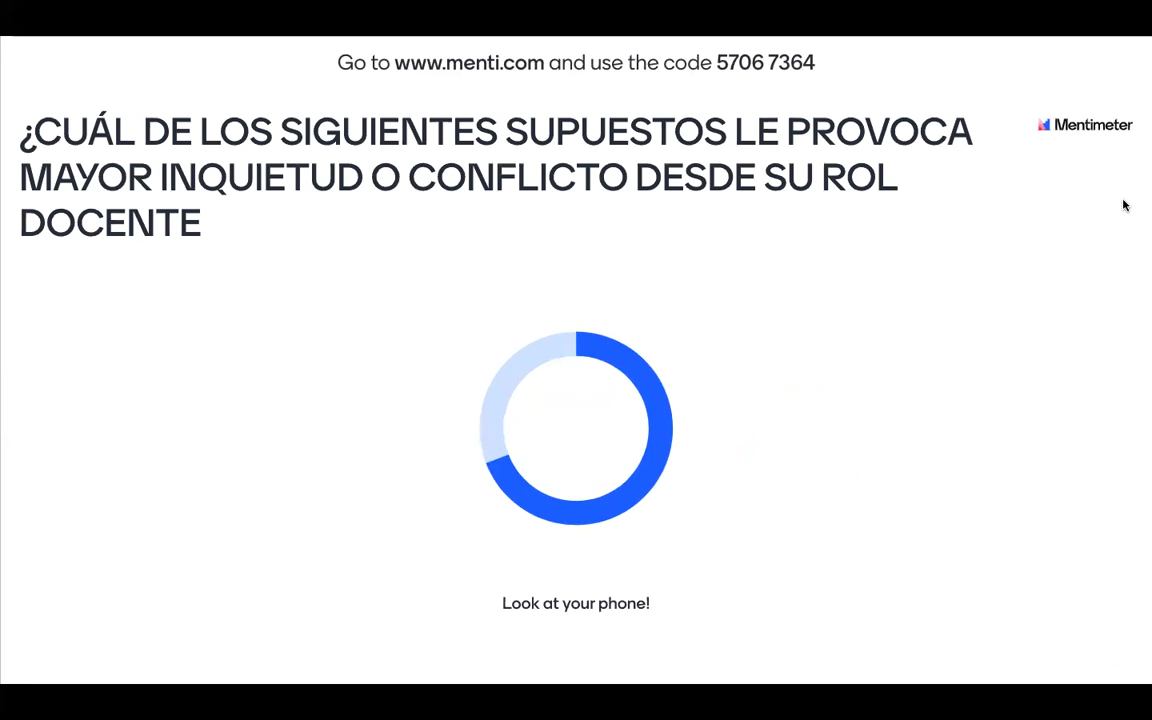 Go to www.menti.com and use the code 5706 7364
¿CUÁL DE LOS SIGUIENTES SUPUESTOS LE PROVOCA
MAYOR INQUIETUD O CONFLICTO DESDE SU ROL
DOCENTE
Mentimeter
Look at your phone!